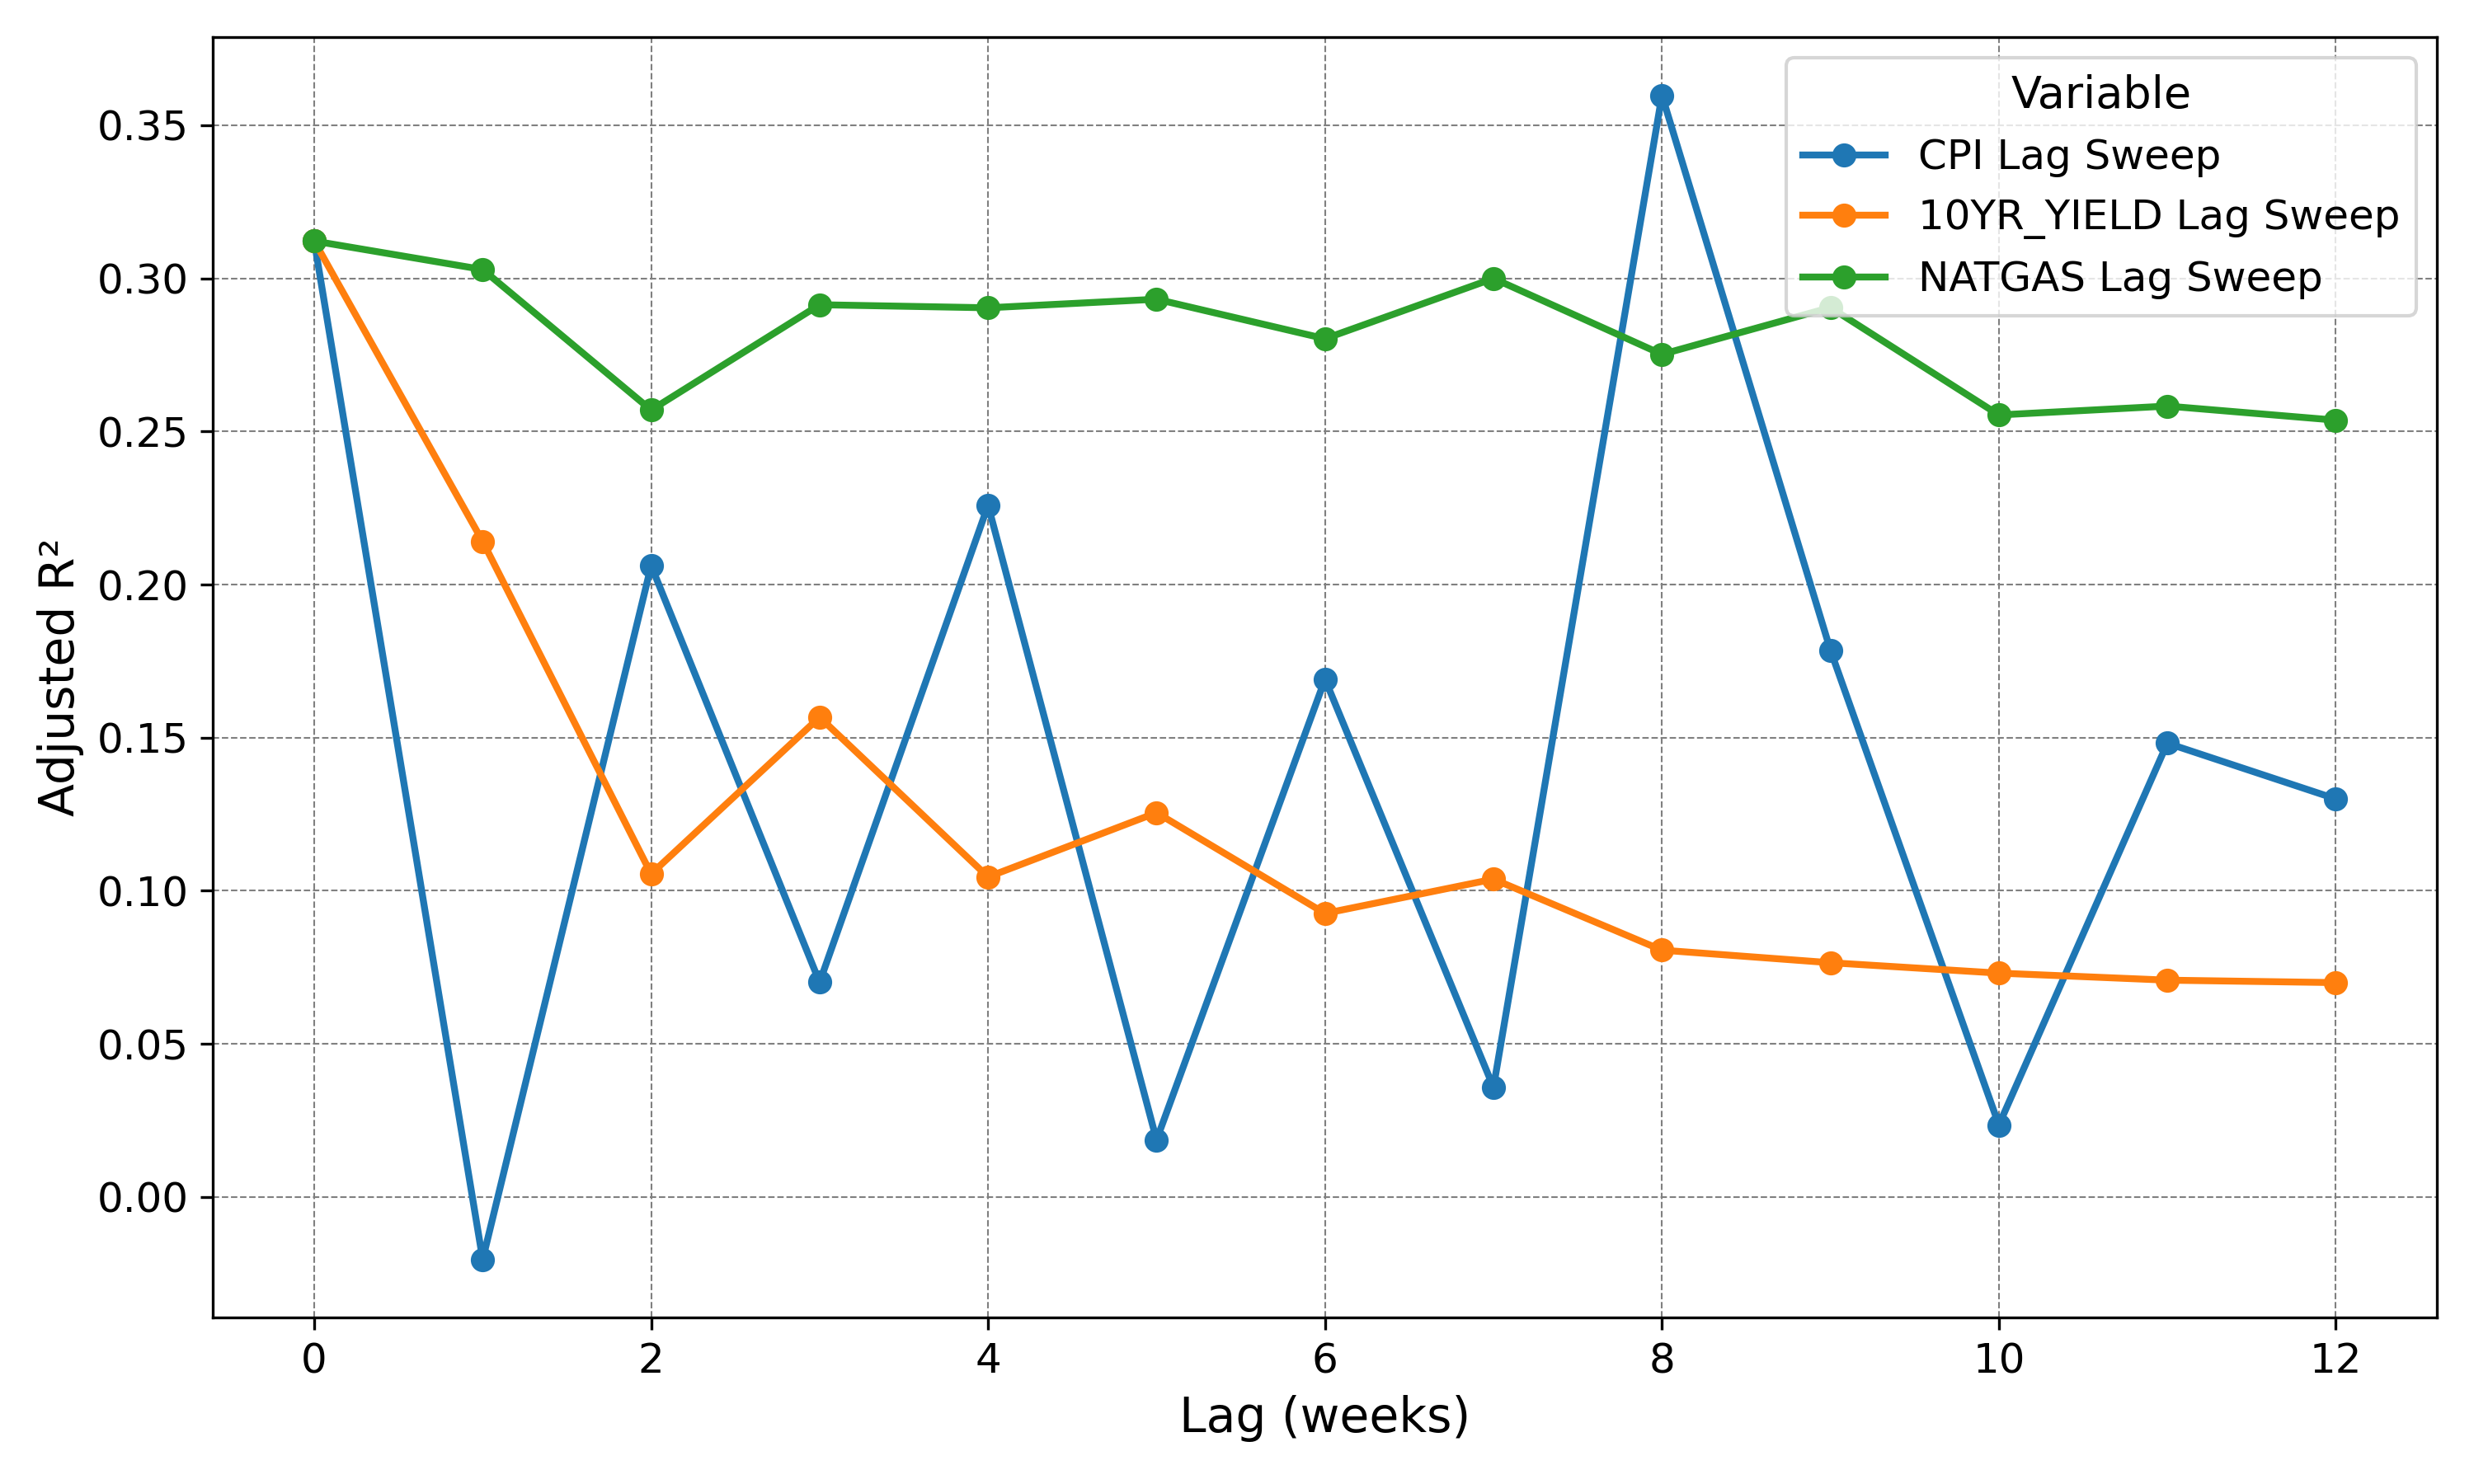 Variable
CPI Lag Sweep
10YR_YIELD Lag Sweep
NATGAS Lag Sweep
Adjusted R²
0.35
0.30
0.25
0.20
0.15
0.10
0.05
0.00
0 2 4 6 8 10 12
Lag (weeks)